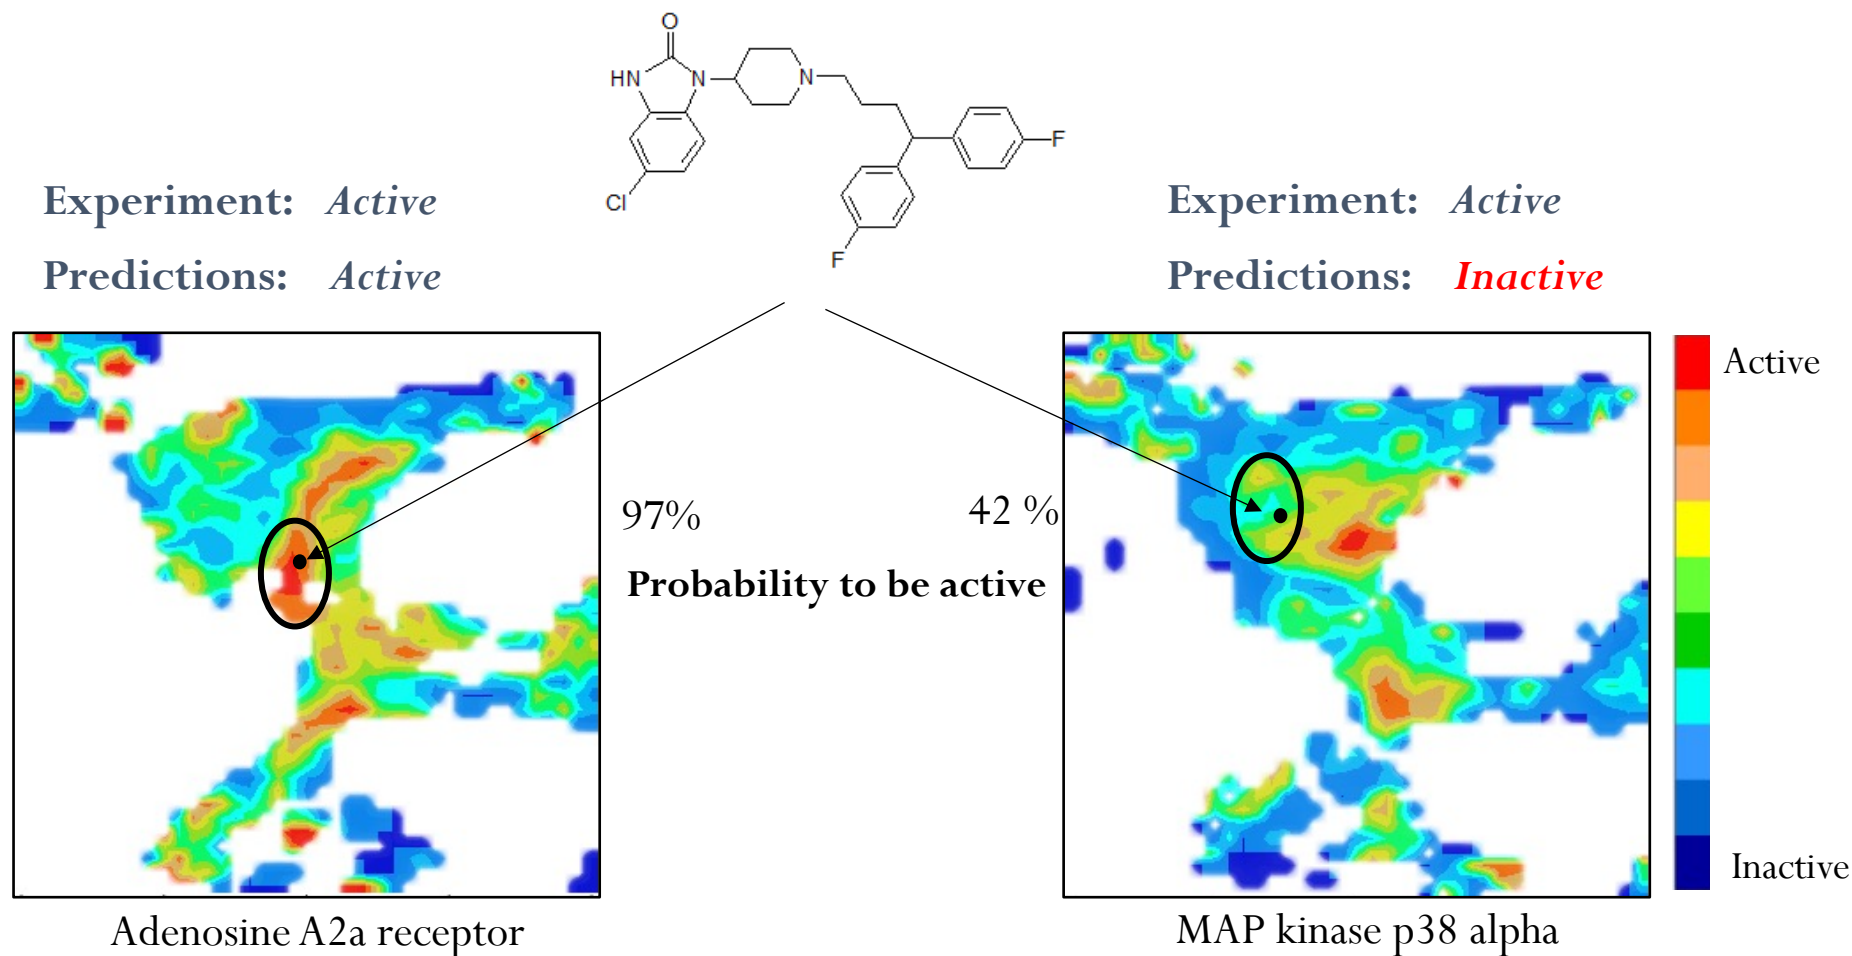 O
HN
N
N
F
Cl
F
Experiment: Active
Predictions: Active
Experiment: Active
Predictions: Inactive
97%
42 %
Probability to be active
Active
Inactive
Adenosine A2a receptor
MAP kinase p38 alpha